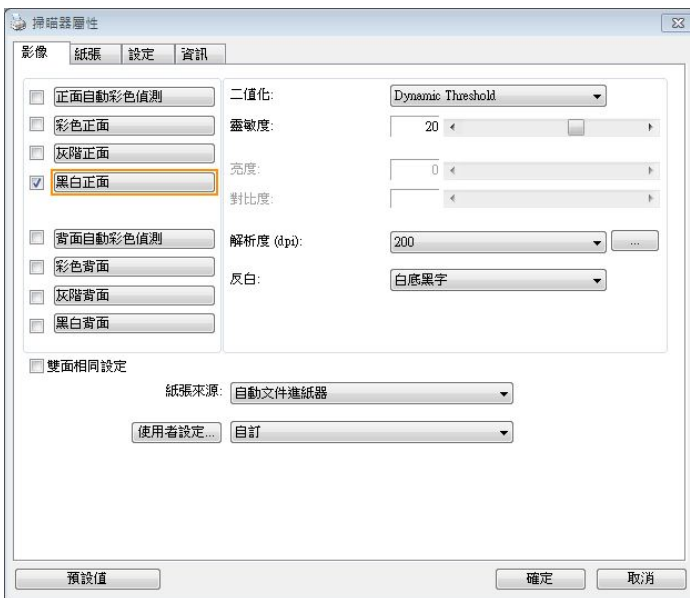 掃瞄器屬性
影像 紙張 設定 資訊
正面自動彩色偵測
彩色正面
灰階正面
黑白正面
背面自動彩色偵測
彩色背面
灰階背面
黑白背面
二值化: Dynamic Threshold
靈敏度: 20
亮度: 0
對比度:
解析度 (dpi): 200 ...
反白: 白底黑字
雙面相同設定
紙張來源: 自動文件進紙器
使用者設定... 自訂
預設值 確定 取消